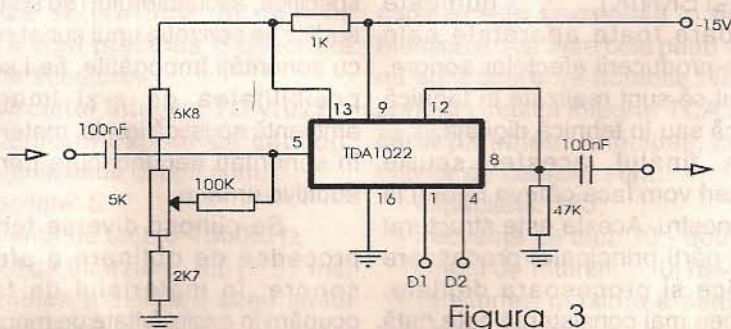 1K
-15V
13
9
12
6K8
100nF
5
TDA1022
8
100nF
5K
100K
16
1
4
47K
2K7
D1
D2
Figura 3